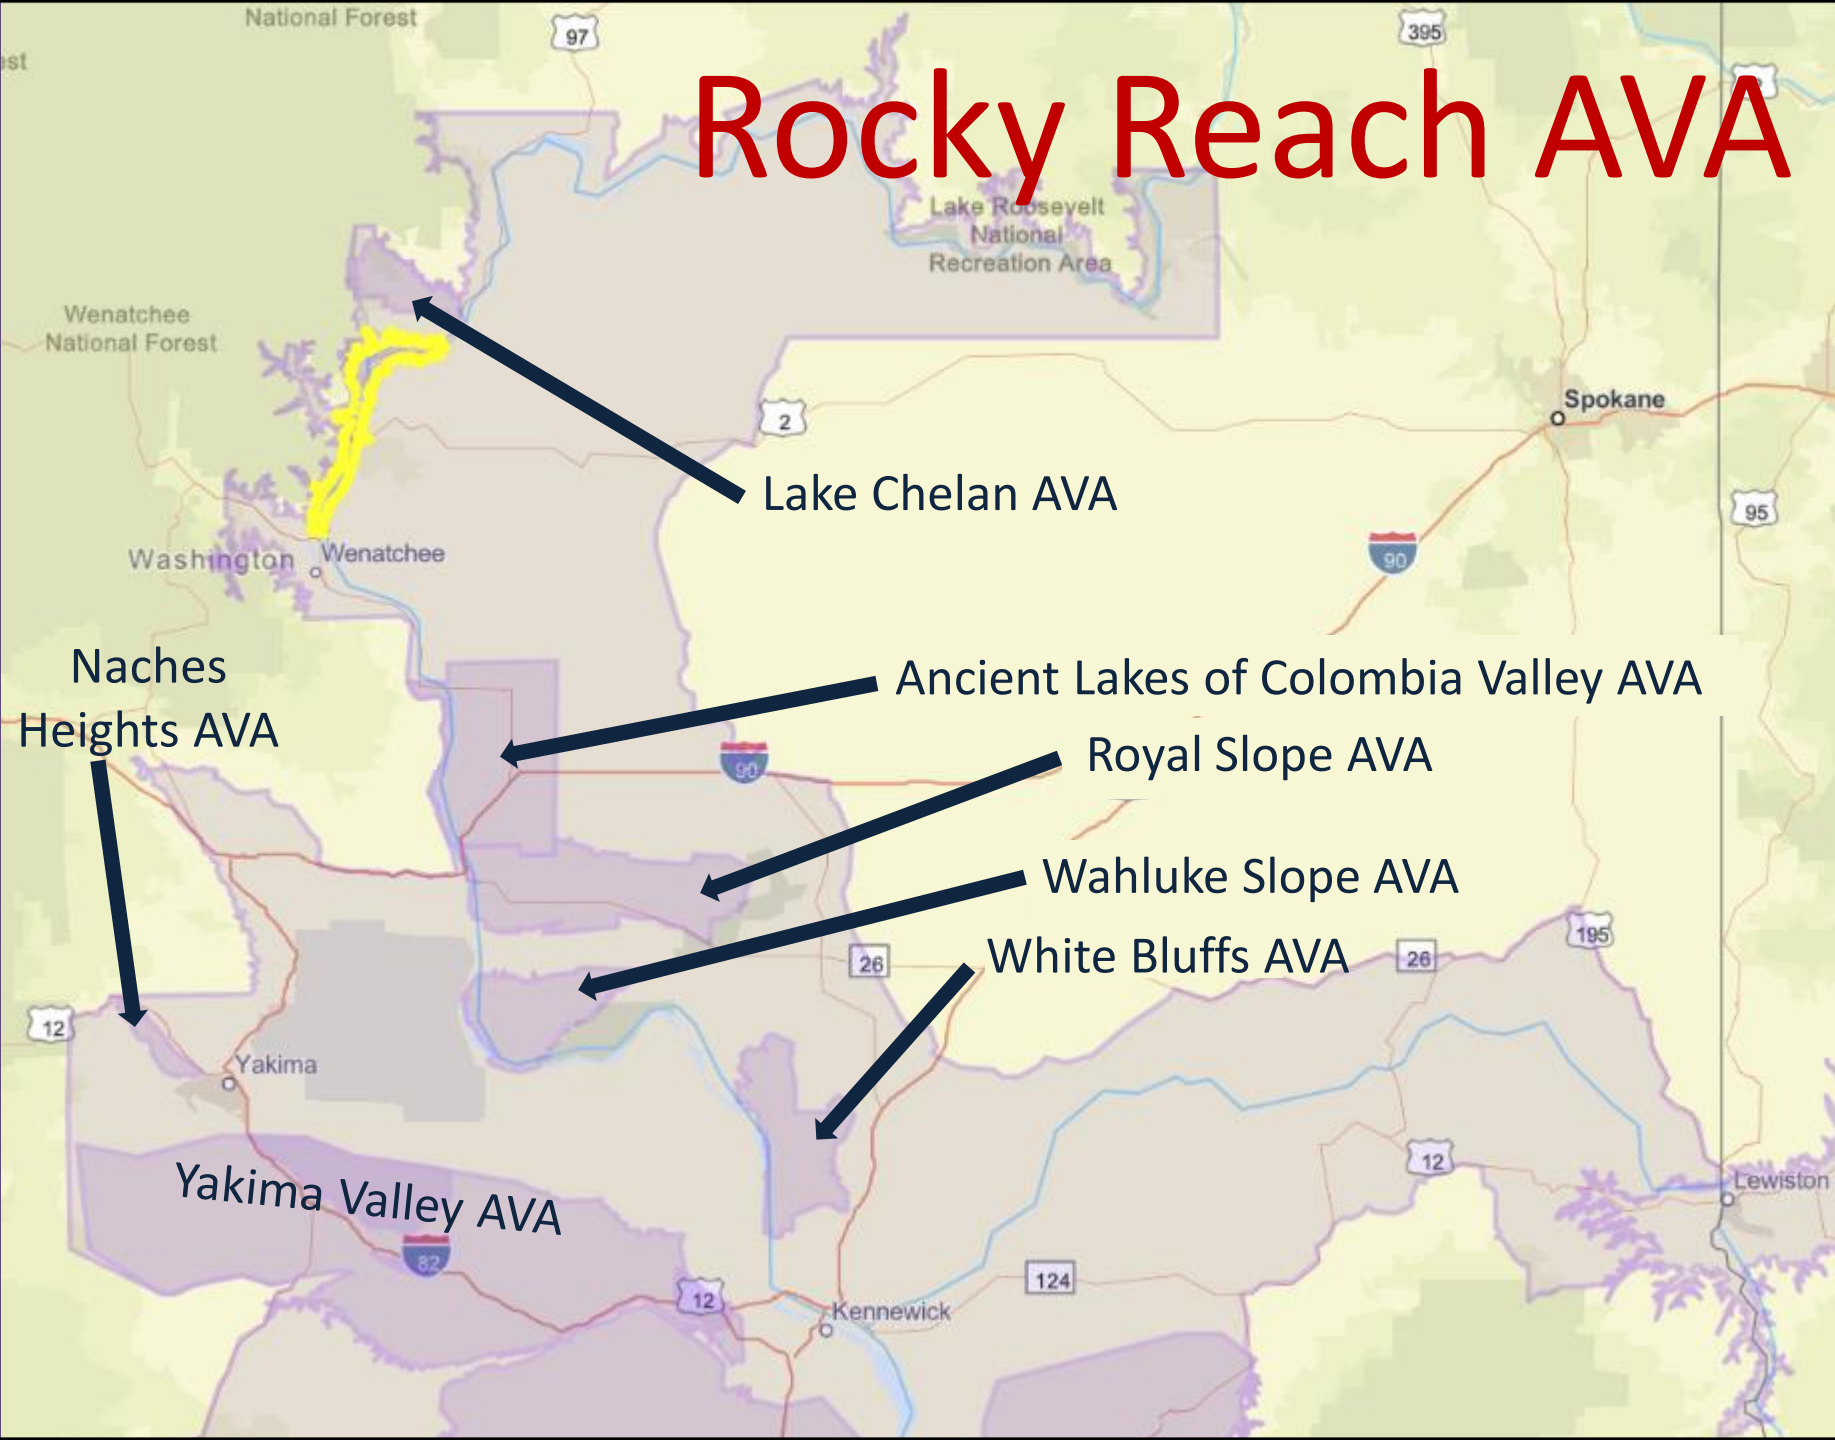 National Forest
97
395
est
Rocky Reach AVA
Lake Roosevelt
National
Recreation Area
Wenatchee
National Forest
Spokane
2
Lake Chelan AVA
95
90
Washington
Wenatchee
Naches
Heights AVA
Ancient Lakes of Colombia Valley AVA
Royal Slope AVA
90
Wahluke Slope AVA
White Bluffs AVA
26
26
195
12
Yakima
12
Lewiston
Yakima Valley AVA
82
12
124
Kennewick